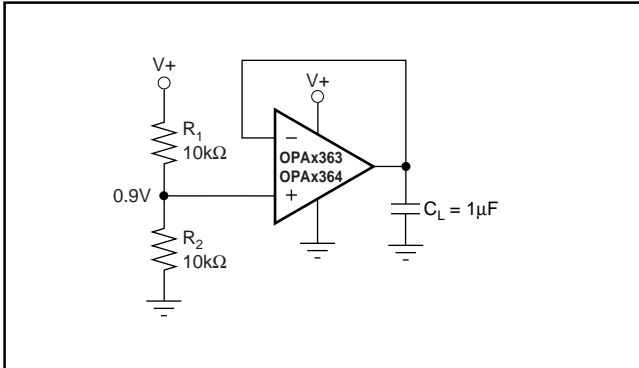 V+
R₁
10kΩ
0.9V
R₂
10kΩ
V+
−
OPAx363
OPAx364
+
C_L = 1μF